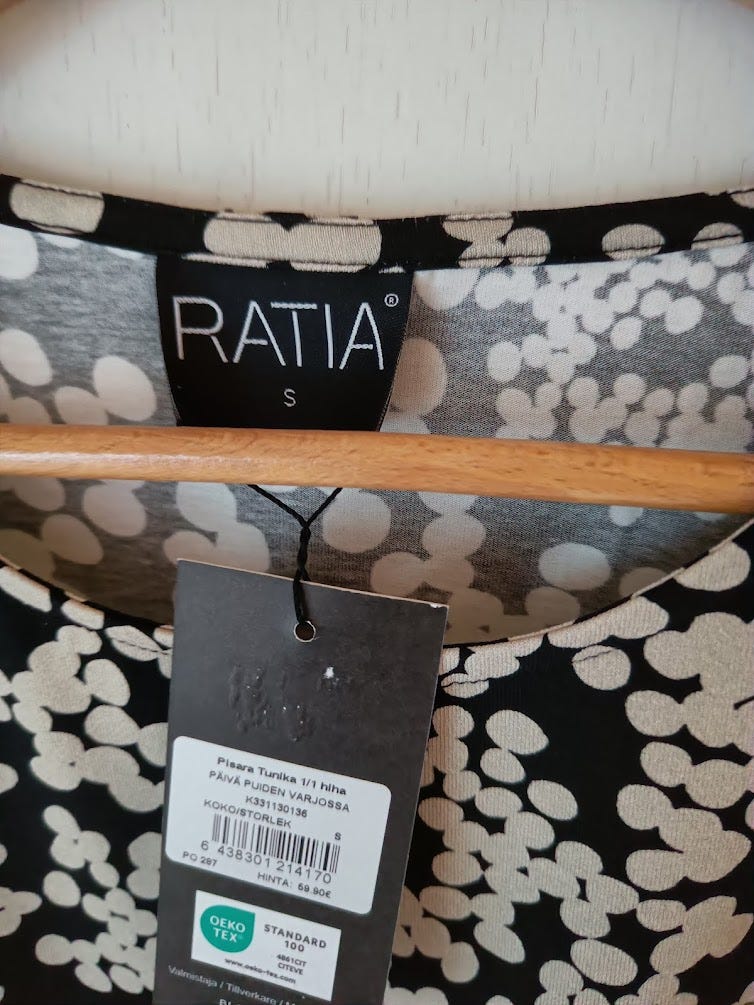 RATIA®
S
Pisara Tunika 1/1 hiha
PÄIVÄ PUIDEN VARJOSSA
K331130136
KOKO/STORLEK S
6 438301 214170
PO 287
HINTA: 59.90€
OEKO
TEX®
STANDARD
100
4861CIT
CITEVE
www.oeko-tex.com
Valmistaja / Tillverkare /